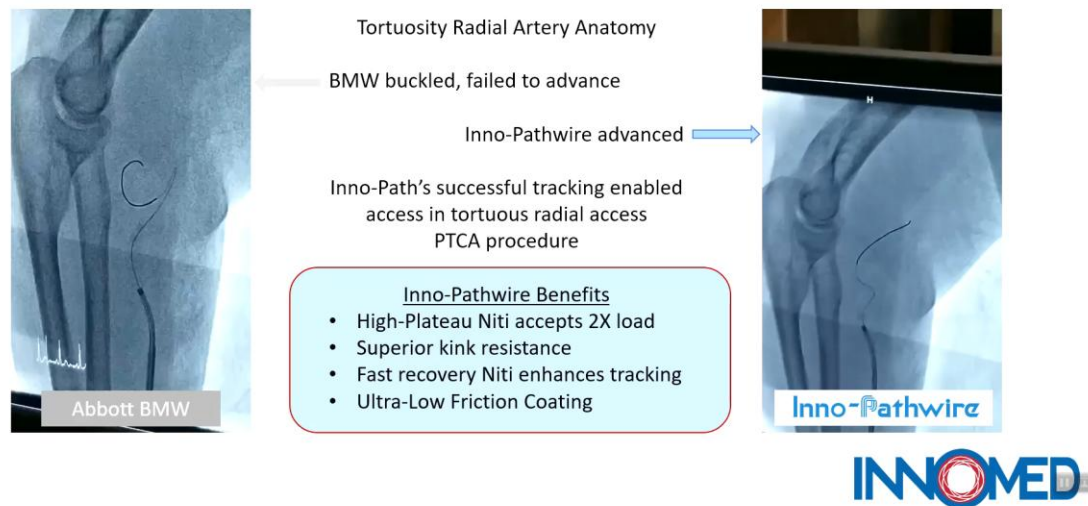 Tortuosity Radial Artery Anatomy
BMW buckled, failed to advance
Inno-Pathwire advanced
Inno-Path's successful tracking enabled
access in tortuous radial access
PTCA procedure
Inno-Pathwire Benefits
• High-Plateau Niti accepts 2X load
• Superior kink resistance
• Fast recovery Niti enhances tracking
• Ultra-Low Friction Coating
Abbott BMW
H
Inno-Pathwire
INNOMED